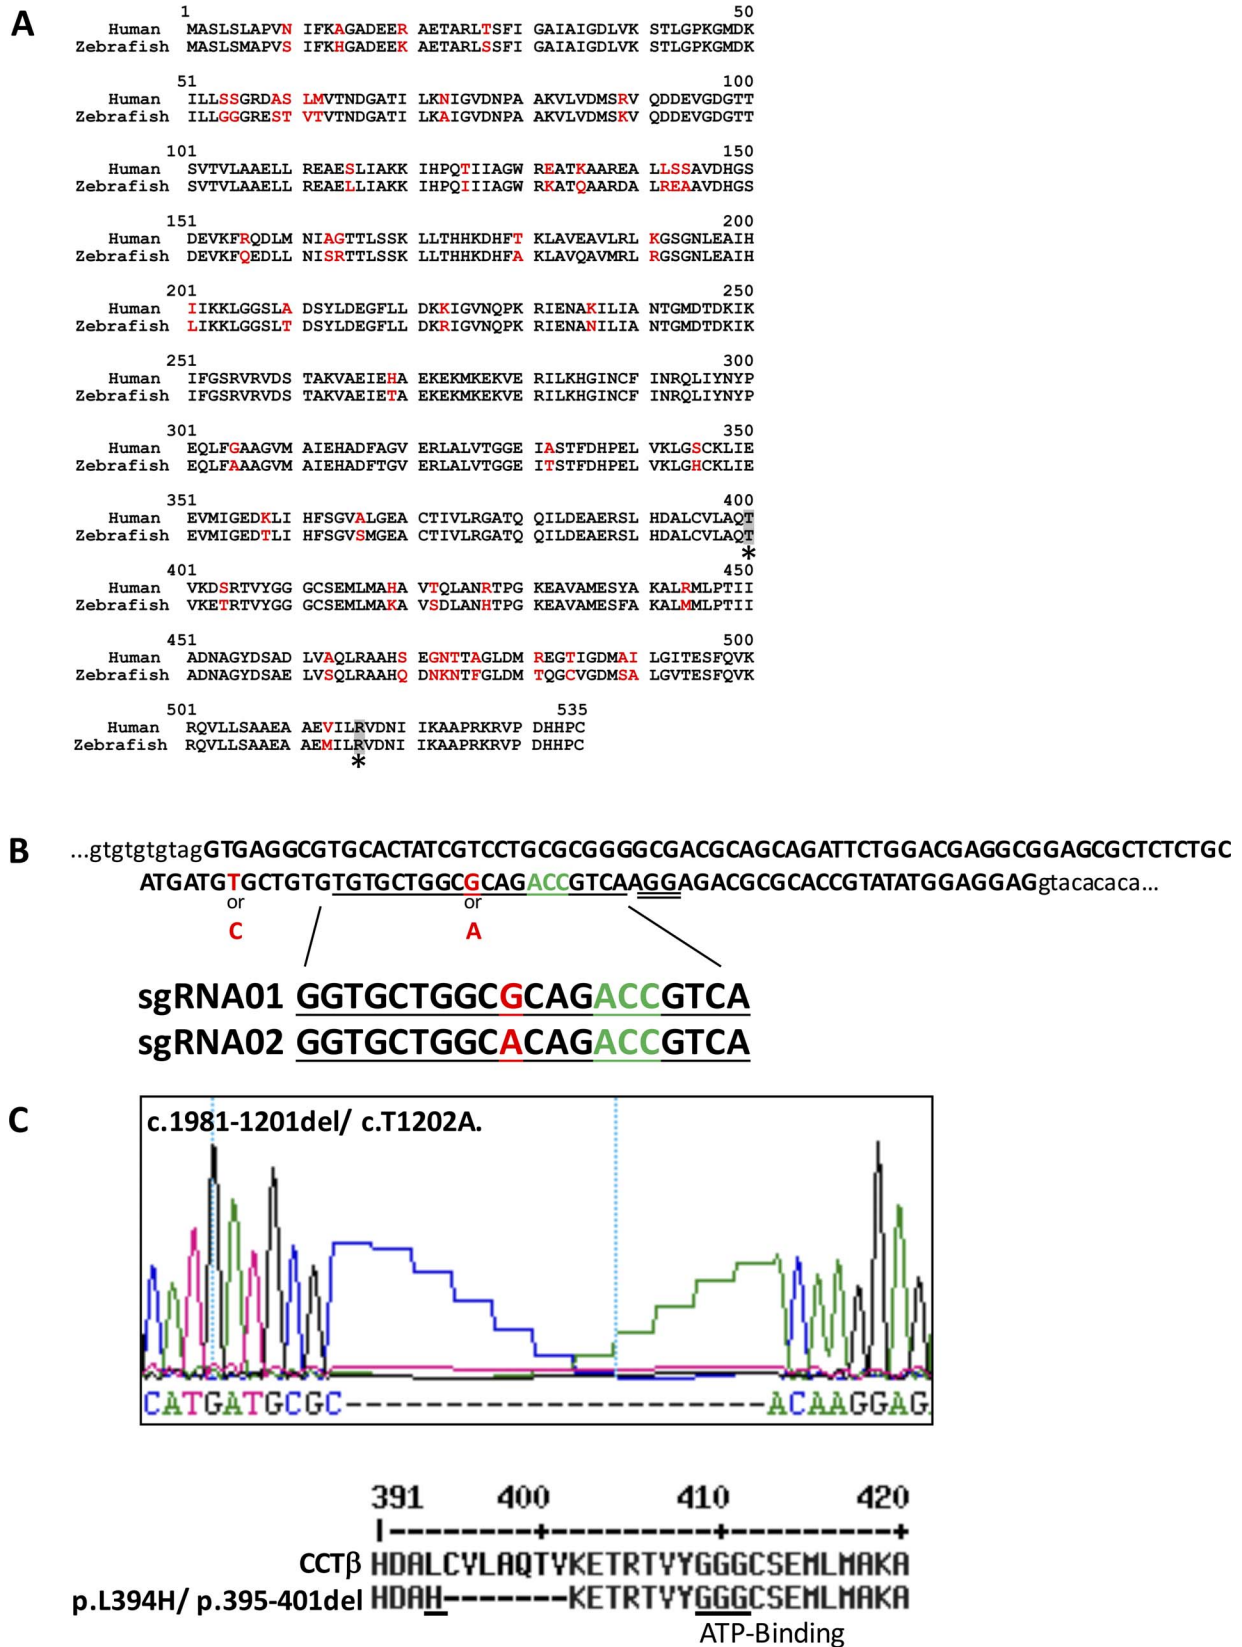 A
1 50
Human MASLSLAPVN IFKAGADEER AETARLTSFI GAIAIGDLVK STLGPKGMDK
Zebrafish MASLSMAPVS IFKHGADEEK AETARLSSFI GAIAIGDLVK STLGPKGMDK
51 100
Human ILLSSGRDAS LMVTNDGATI LKNIGVDNPA AKVLVDMSRV QDDEVGDGTT
Zebrafish ILLGGGREST VTVTNDGATI LKAIGVDNPA AKVLVDMSKV QDDEVGDGTT
101 150
Human SVTVLAAELL REAESLIAKK IHPQTIIAGW REATKAAREA LLSSAVDHGS
Zebrafish SVTVLAAELL REAELLIAKK IHPQIIIAGW RKATQAARDA LREAAVDHGS
151 200
Human DEVKFRQDLM NIAGTTLSSK LLTHHKDHFT KLAVEAVLRL KGSGNLEAIH
Zebrafish DEVKFQEDLL NISRTTLSSK LLTHHKDHFA KLAVQAVMRL RGSGNLEAIH
201 250
Human IIKKLGGSLA DSYLDEGFLL DKKIGVNQPK RIENAKILIA NTGMDTDKIK
Zebrafish LIKKLGGSLT DSYLDEGFLL DKRIGVNQPK RIENANILIA NTGMDTDKIK
251 300
Human IFGSRVRVDS TAKVAEIEHA EKEKMKEKVE RILKHGINCF INRQLIYNYP
Zebrafish IFGSRVRVDS TAKVAEIETA EKEKMKEKVE RILKHGINCF INRQLIYNYP
301 350
Human EQLFGAAGVM AIEHADFAGV ERLALVTGGE IASTFDHPEL VKLGSCKLIE
Zebrafish EQLFAAAGVM AIEHADFTGV ERLALVTGGE ITSTFDHPEL VKLGHCKLIE
351 400
Human EVMIGEDKLI HFSGVALGEA CTIVLRGATQ QILDEAERSL HDALCVLAQT
Zebrafish EVMIGEDTLI HFSGVSMGEA CTIVLRGATQ QILDEAERSL HDALCVLAQT
*
401 450
Human VKDSRTVYGG GCSEMLMAHA VTQLANRTPG KEAVAMESYA KALRMLPTII
Zebrafish VKETRTVYGG GCSEMLMAKA VSDLANHTPG KEAVAMESFA KALMMLPTII
451 500
Human ADNAGYDSAD LVAQLRAAHS EGNTTAGLDM REGTIGDMAI LGITESFQVK
Zebrafish ADNAGYDSAE LVSQLRAAHQ DNKNTFGLDM TQGCVGDMSA LGVTESFQVK
501 535
Human RQVLLSAAEA AEVILRVDNI IKAAPRKRVP DHHPC
Zebrafish RQVLLSAAEA AEMILRVDNI IKAAPRKRVP DHHPC
*
B
...gtgtgtgtagGTGAGGCGTGCACTATCGTCCTGCGCGGGGCGACGCAGCAGATTCTGGACGAGGCGGAGCGCTCTCTGC
ATGATGTGCTGTGTGTGCTGGCGCAGACCGTCAAGGAGACGCGCACCGTATATGGAGGAGgtacacaca...
or or
C A
sgRNA01 GGTGCTGGCGCAGACCGTCA
sgRNA02 GGTGCTGGCACAGACCGTCA
C
c.1981-1201del/ c.T1202A.
CATGATGCGC---------------------ACAAGGAG
391 400 410 420
|--------+---------+---------+
CCTβ HDALCVLAQTVKETRTVYGGGCSEMLMAKA
p.L394H/ p.395-401del HDAH-------KETRTVYGGGCSEMLMAKA
ATP-Binding